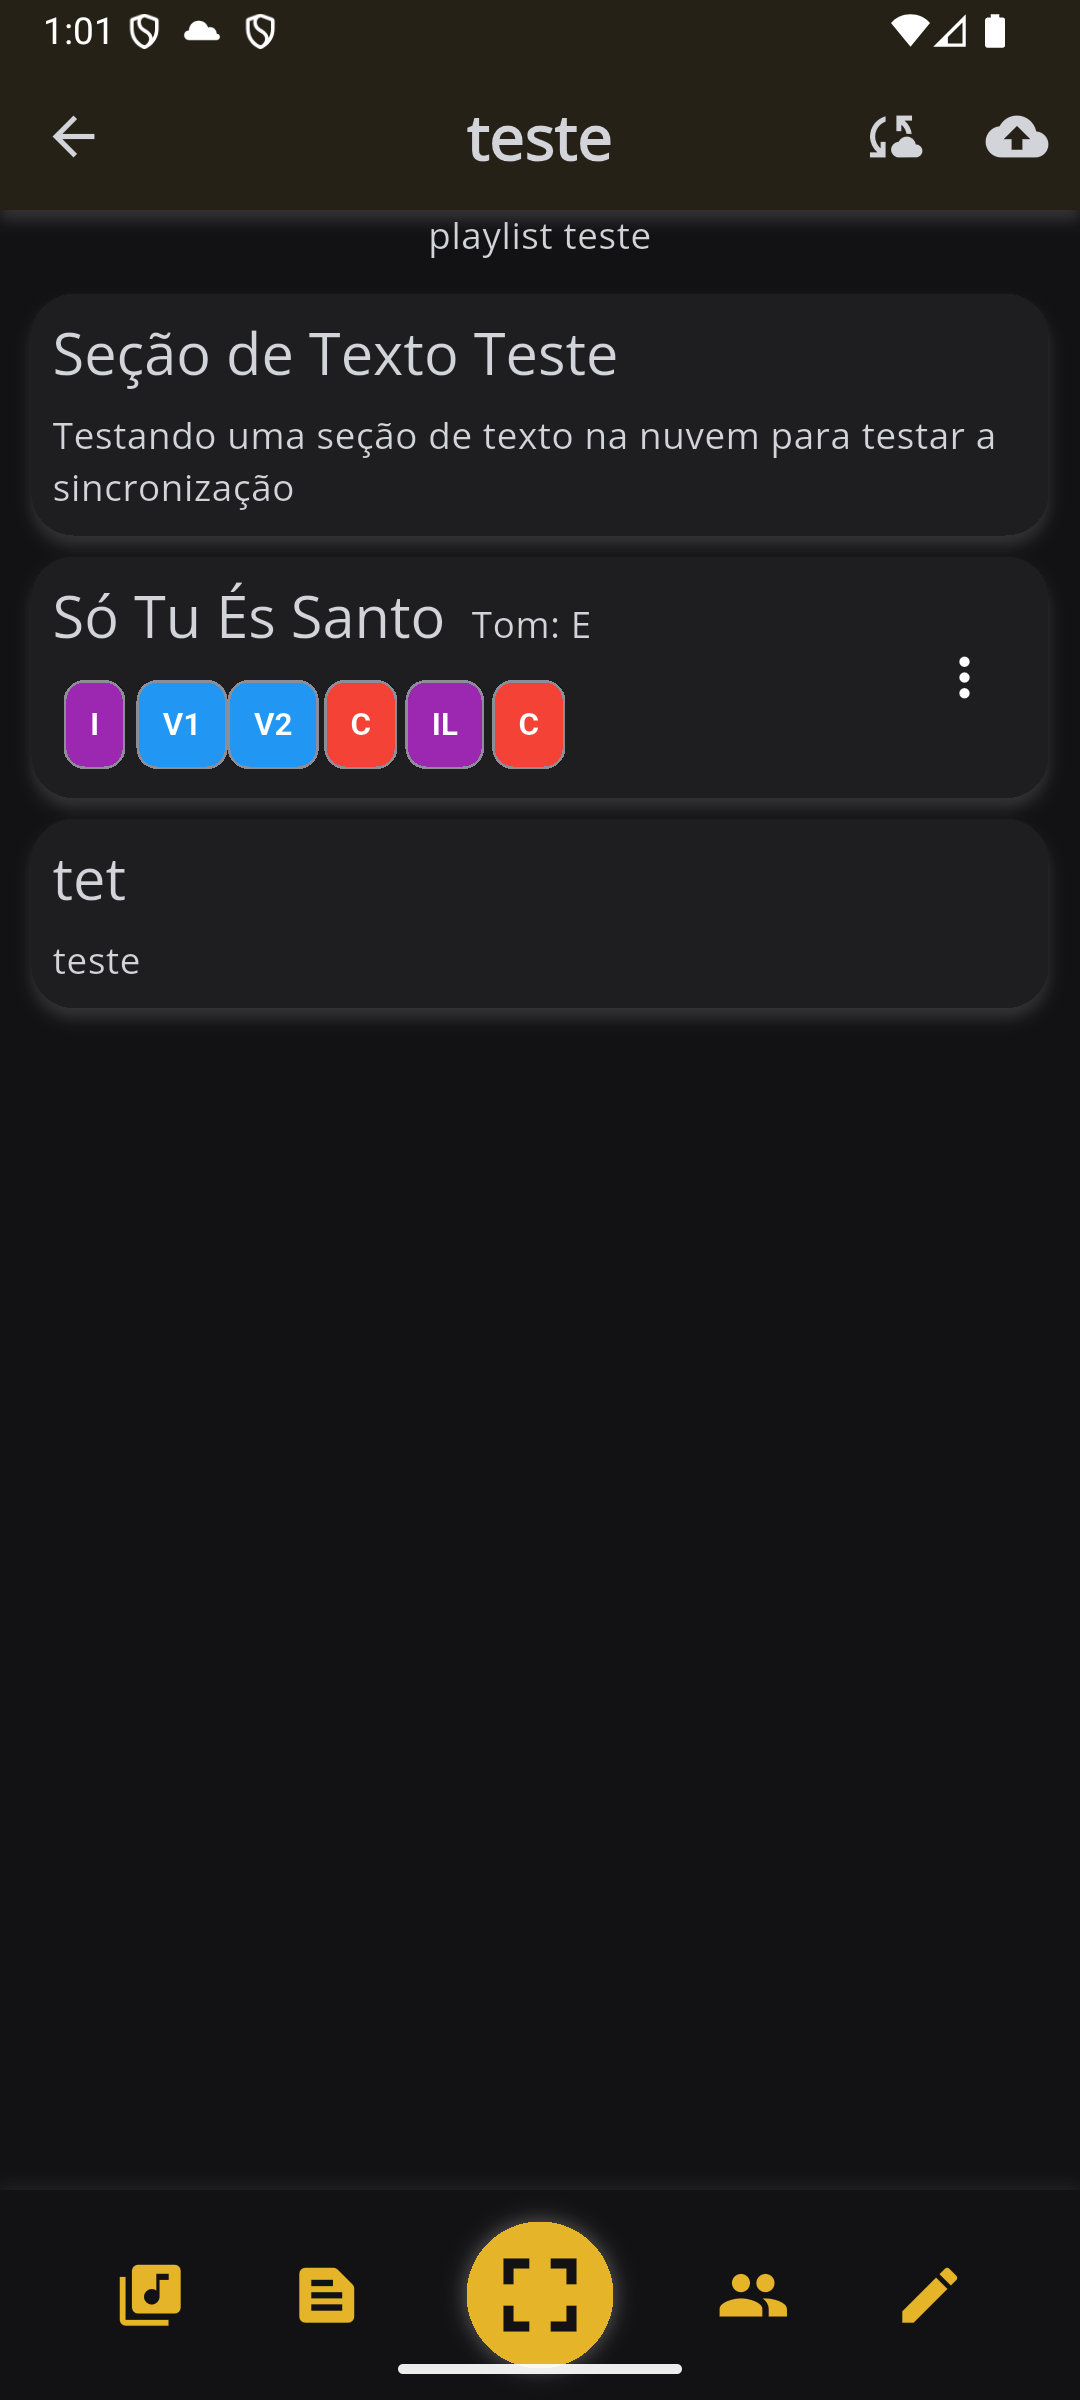 1:01
teste
playlist teste
Seção de Texto Teste
Testando uma seção de texto na nuvem para testar a
sincronização
Só Tu És Santo Tom: E
I V1 V2 C IL C
tet
teste